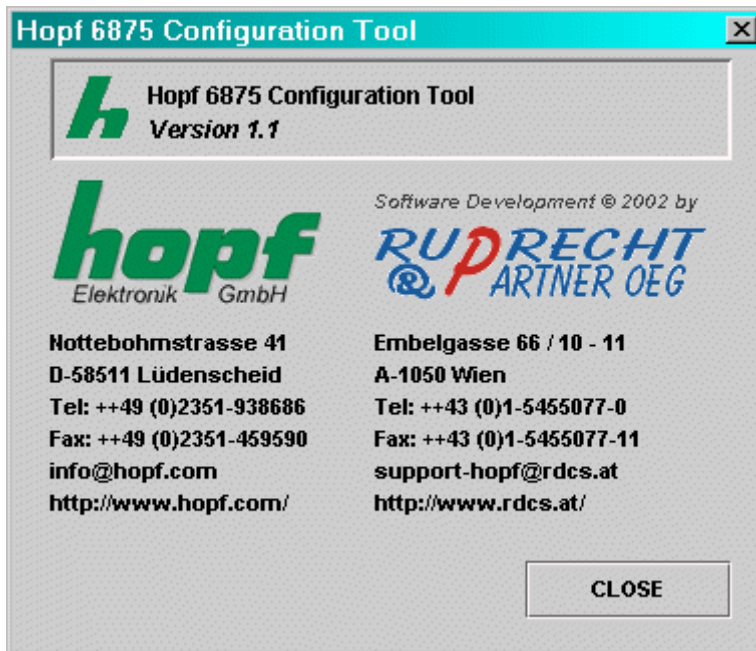 Hopf 6875 Configuration Tool
Hopf 6875 Configuration Tool
Version 1.1
h
hopf
Elektronik GmbH
Nottebohmstrasse 41
D-58511 Lüdenscheid
Tel: ++49 (0)2351-938686
Fax: ++49 (0)2351-459590
info@hopf.com
http://www.hopf.com/
Software Development © 2002 by
RUPRECHT
& PARTNER OEG
Embelgasse 66 / 10 - 11
A-1050 Wien
Tel: ++43 (0)1-5455077-0
Fax: ++43 (0)1-5455077-11
support-hopf@rdcs.at
http://www.rdcs.at/
CLOSE